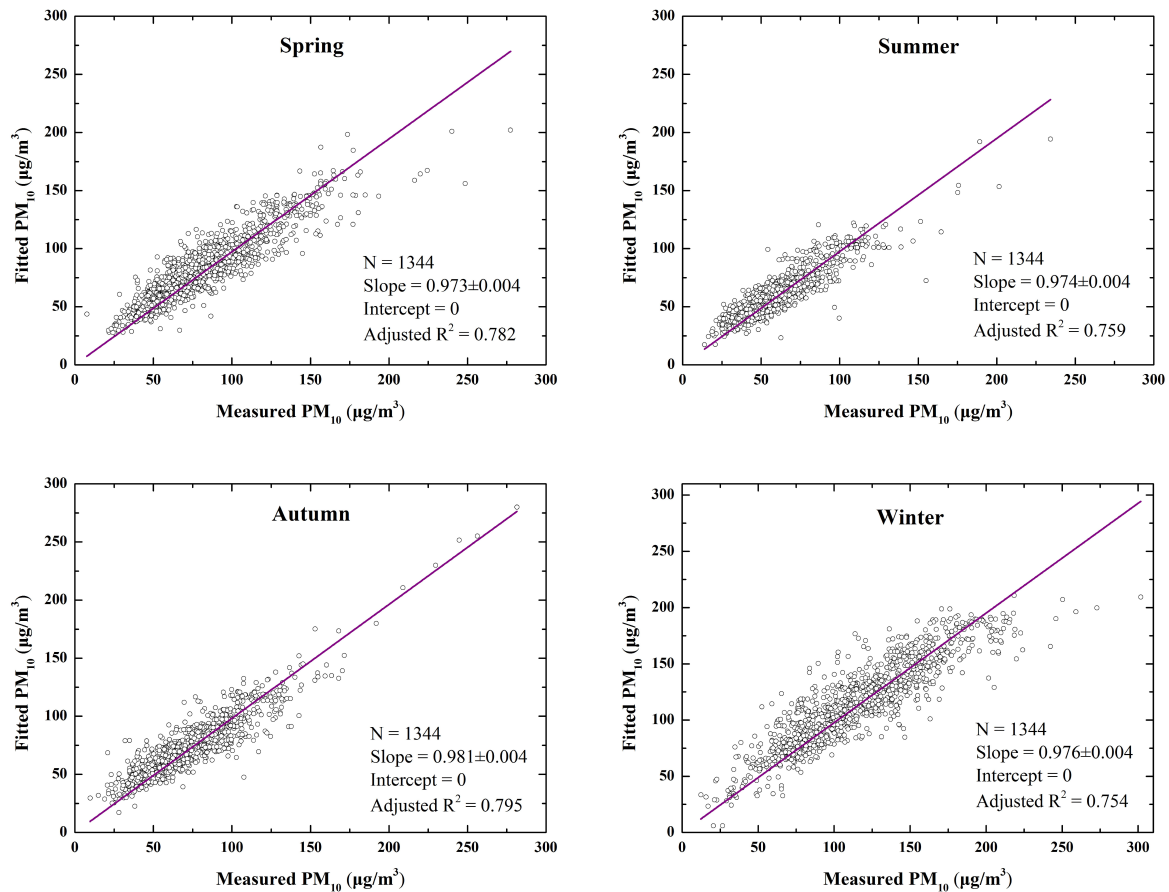 Spring
Fitted PM₁₀ (μg/m³)
300
250
200
150
100
50
0
N = 1344
Slope = 0.973±0.004
Intercept = 0
Adjusted R² = 0.782
0 50 100 150 200 250 300
Measured PM₁₀ (μg/m³)
Summer
Fitted PM₁₀ (μg/m³)
300
250
200
150
100
50
0
N = 1344
Slope = 0.974±0.004
Intercept = 0
Adjusted R² = 0.759
0 50 100 150 200 250 300
Measured PM₁₀ (μg/m³)
Autumn
Fitted PM₁₀ (μg/m³)
300
250
200
150
100
50
0
N = 1344
Slope = 0.981±0.004
Intercept = 0
Adjusted R² = 0.795
0 50 100 150 200 250 300
Measured PM₁₀ (μg/m³)
Winter
Fitted PM₁₀ (μg/m³)
300
250
200
150
100
50
0
N = 1344
Slope = 0.976±0.004
Intercept = 0
Adjusted R² = 0.754
0 50 100 150 200 250 300
Measured PM₁₀ (μg/m³)